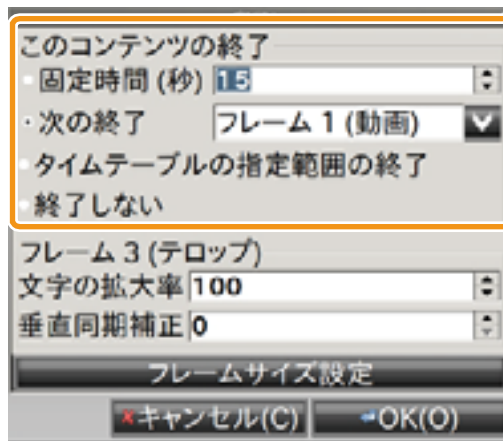 このコンテンツの終了
固定時間 (秒) 15
次の終了 フレーム 1 (動画)
タイムテーブルの指定範囲の終了
終了しない
フレーム 3 (テロップ)
文字の拡大率 100
垂直同期補正 0
フレームサイズ設定
キャンセル(C) OK(O)